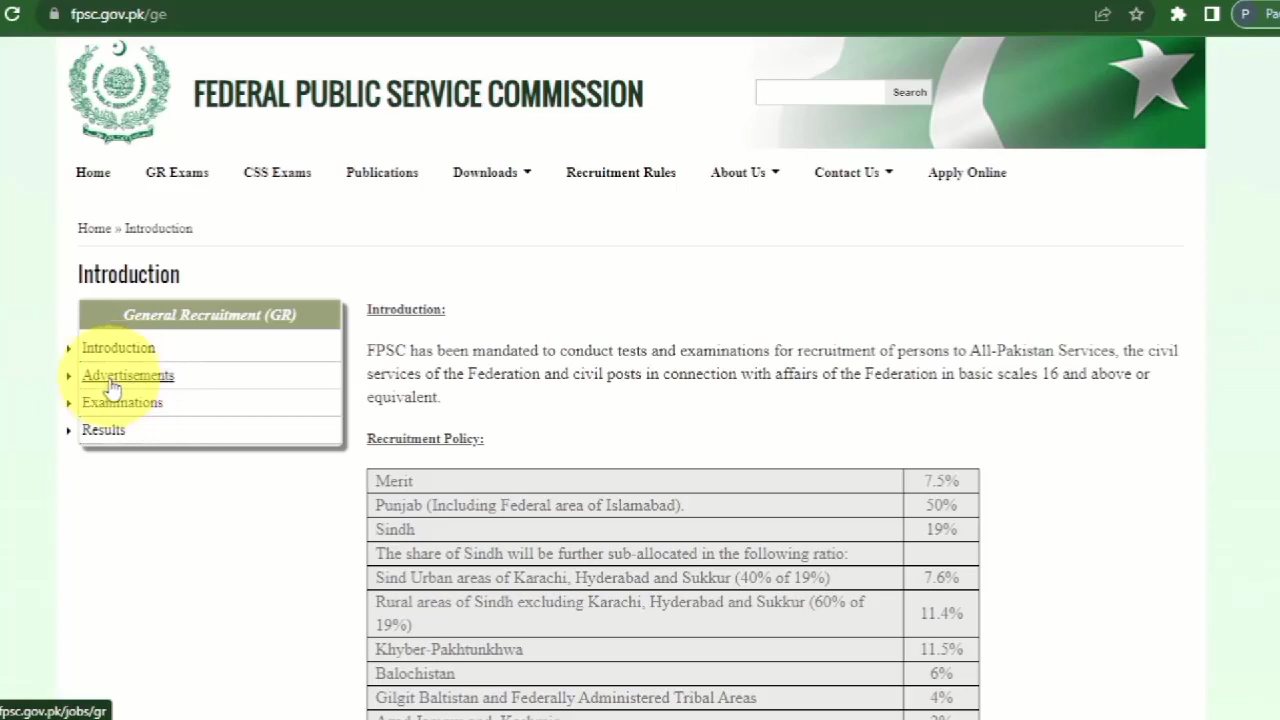 fpsc.gov.pk/ge
P
FEDERAL PUBLIC SERVICE COMMISSION
Search
Home GR Exams CSS Exams Publications Downloads Recruitment Rules About Us Contact Us Apply Online
Home » Introduction
Introduction
General Recruitment (GR)
Introduction
Advertisements
Examinations
Results
Introduction:
FPSC has been mandated to conduct tests and examinations for recruitment of persons to All-Pakistan Services, the civil
services of the Federation and civil posts in connection with affairs of the Federation in basic scales 16 and above or
equivalent.
Recruitment Policy:
Merit 7.5%
Punjab (Including Federal area of Islamabad). 50%
Sindh 19%
The share of Sindh will be further sub-allocated in the following ratio:
Sind Urban areas of Karachi, Hyderabad and Sukkur (40% of 19%) 7.6%
Rural areas of Sindh excluding Karachi, Hyderabad and Sukkur (60% of
19%) 11.4%
Khyber-Pakhtunkhwa 11.5%
Balochistan 6%
Gilgit Baltistan and Federally Administered Tribal Areas 4%
fpsc.gov.pk/jobs/gr